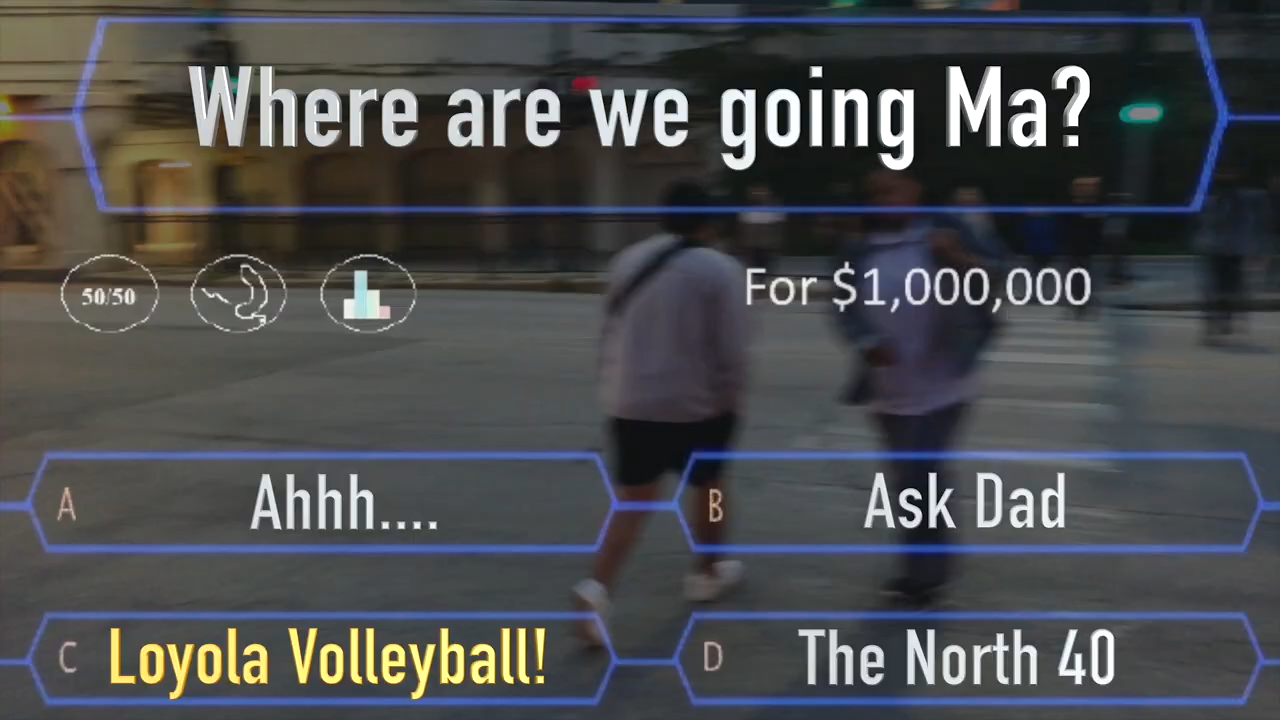 Where are we going Ma?
50/50
For $1,000,000
A Ahhh....
B Ask Dad
C Loyola Volleyball!
D The North 40